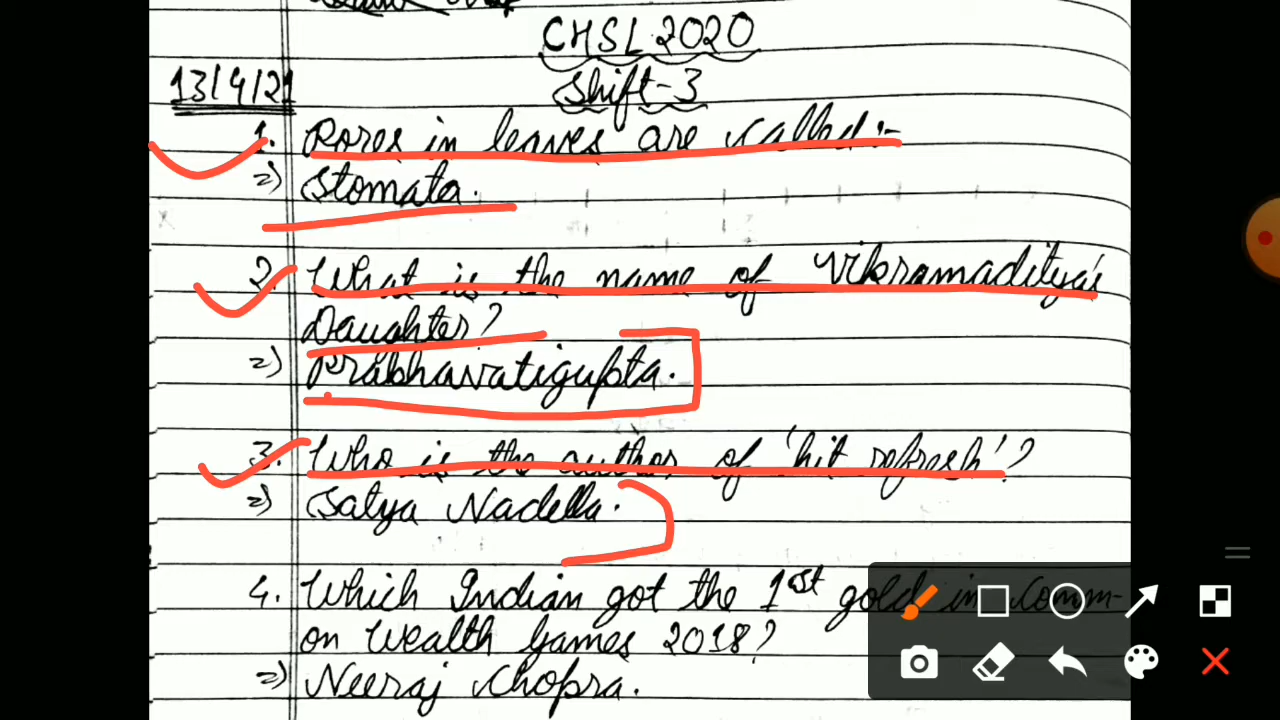 CHSL 2020
13/4/21
Shift-3
1. Pores in leaves are called :-
=) Stomata.
2. What is the name of Vikramaditya's
Daughter?
=) Prabhavatigupta.
3. Who is the author of 'hit refresh'?
=) Satya Nadella.
4. Which Indian got the 1st gold in Comm-
on Wealth Games 2018?
=) Neeraj Chopra.